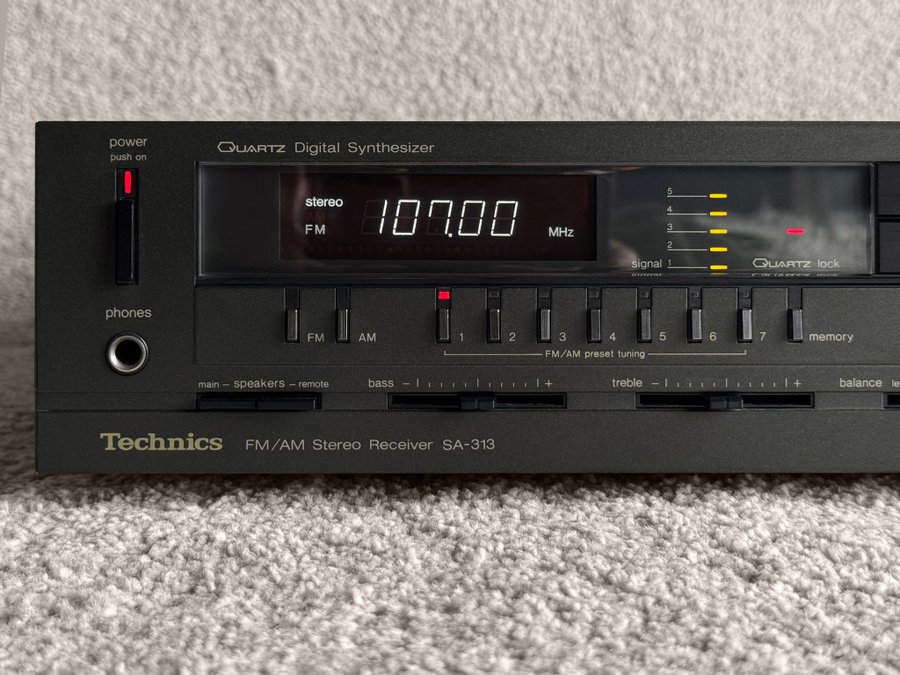 power
push on
QUARTZ Digital Synthesizer
stereo
AM
FM 107.00 MHz
5
4
3
2
signal 1
QUARTZ lock
FM AM 1 2 3 4 5 6 7 memory
FM/AM preset tuning
phones
main – speakers – remote
bass – +
treble – +
balance le
Technics FM/AM Stereo Receiver SA-313